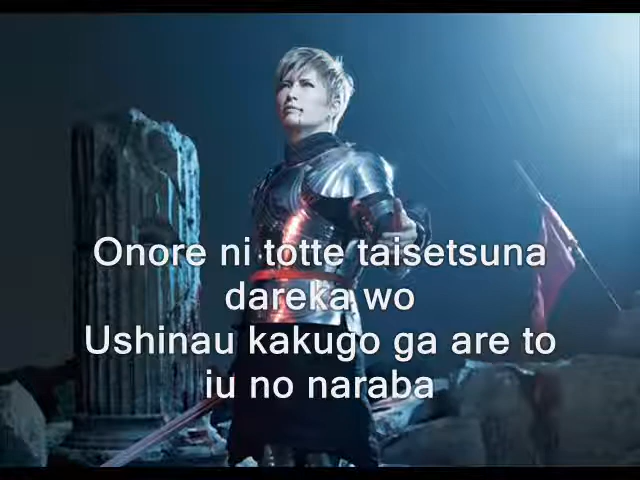 Onore ni totte taisetsuna
dareka wo
Ushinau kakugo ga are to
iu no naraba